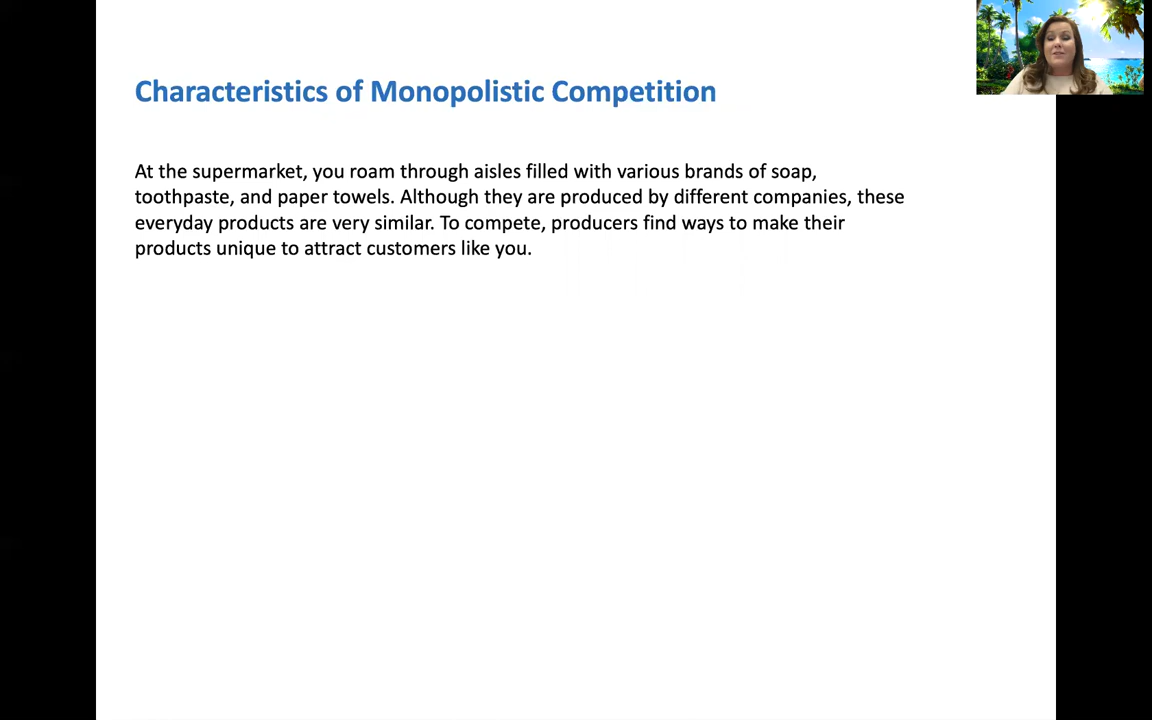 Characteristics of Monopolistic Competition
At the supermarket, you roam through aisles filled with various brands of soap,
toothpaste, and paper towels. Although they are produced by different companies, these
everyday products are very similar. To compete, producers find ways to make their
products unique to attract customers like you.